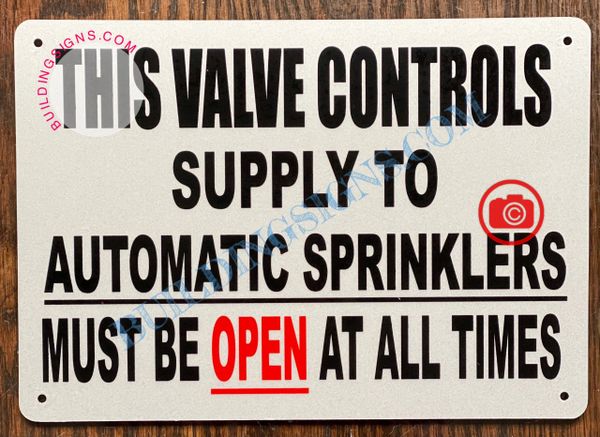 BUILDINGSIGNS.COM
THIS VALVE CONTROLS
SUPPLY TO
AUTOMATIC SPRINKLERS
MUST BE OPEN AT ALL TIMES
BUILDINGSIGNS.COM
©